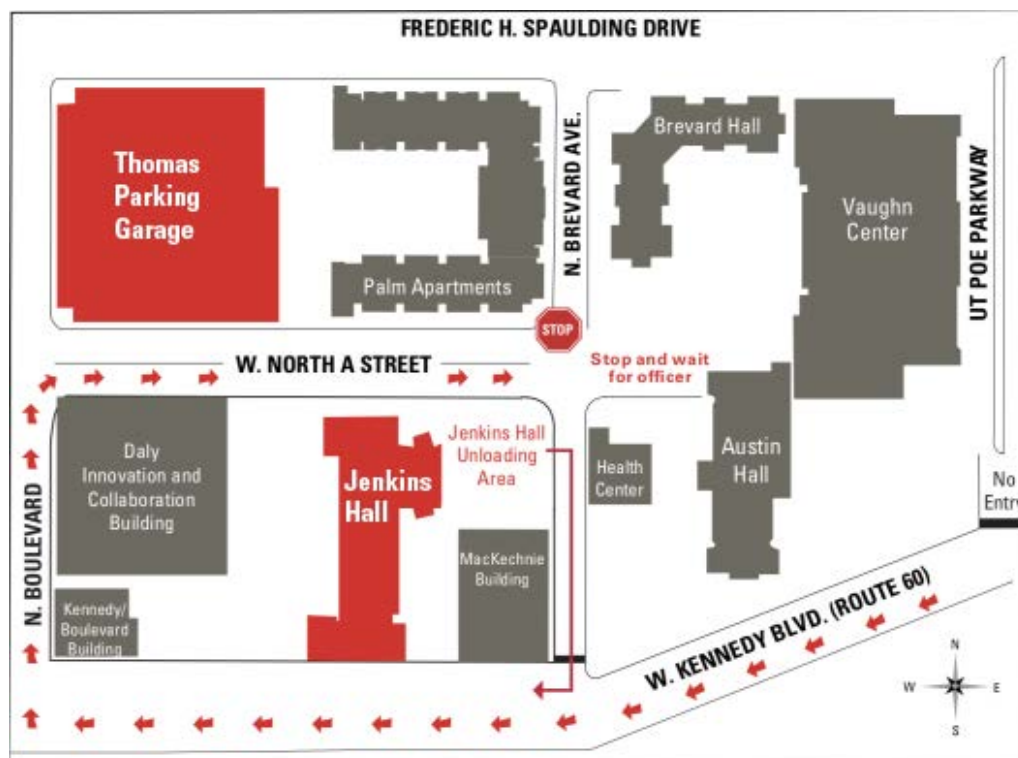 FREDERIC H. SPAULDING DRIVE
Thomas
Parking
Garage
Palm Apartments
N. BREVARD AVE.
Brevard Hall
Vaughn
Center
UT POE PARKWAY
STOP
W. NORTH A STREET
Stop and wait
for officer
N. BOULEVARD
Daly
Innovation and
Collaboration
Building
Jenkins
Hall
Jenkins Hall
Unloading
Area
Health
Center
Austin
Hall
No
Entry
MacKechnie
Building
Kennedy/
Boulevard
Building
W. KENNEDY BLVD. (ROUTE 60)
N
W
E
S